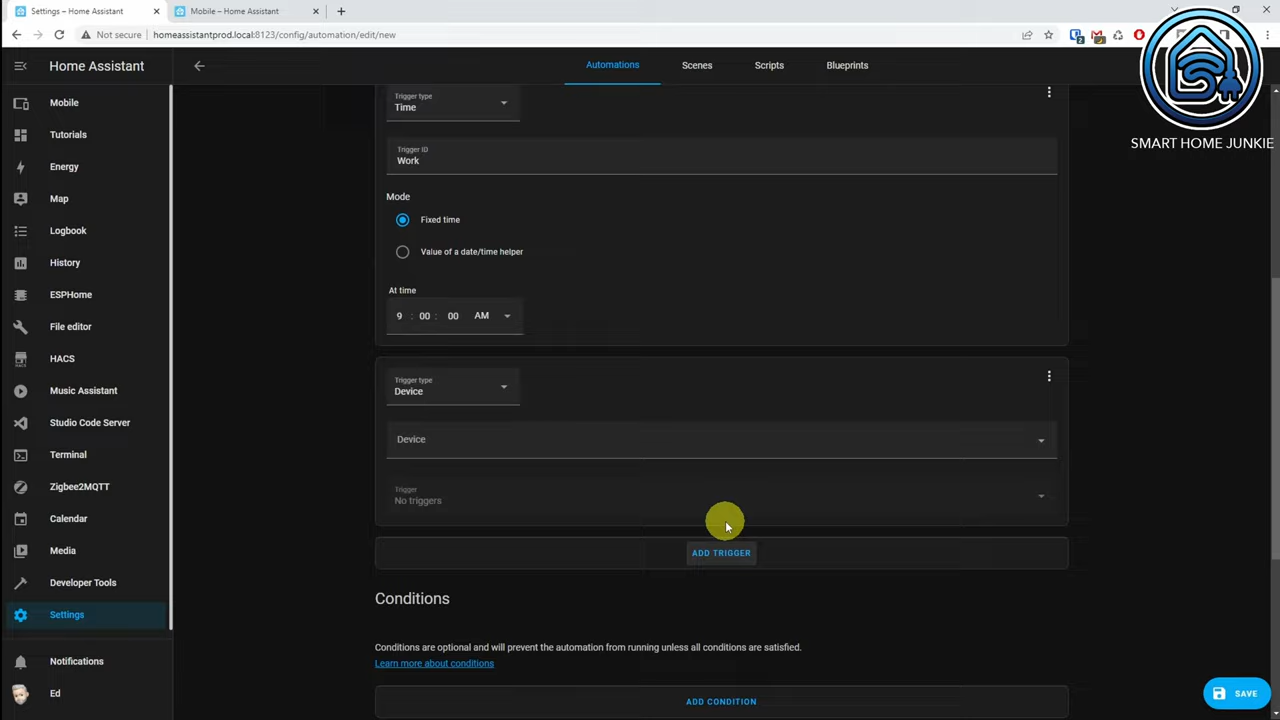 Settings – Home Assistant
Mobile – Home Assistant
Not secure
homeassistantprod.local:8123/config/automation/edit/new
Home Assistant
Automations
Scenes
Scripts
Blueprints
SMART HOME JUNKIE
Mobile
Tutorials
Energy
Map
Logbook
History
ESPHome
File editor
HACS
Music Assistant
Studio Code Server
Terminal
Zigbee2MQTT
Calendar
Media
Developer Tools
Settings
Notifications
Ed
Trigger type
Time
Trigger ID
Work
Mode
Fixed time
Value of a date/time helper
At time
9 : 00 : 00 AM
Trigger type
Device
Device
Trigger
No triggers
ADD TRIGGER
Conditions
Conditions are optional and will prevent the automation from running unless all conditions are satisfied.
Learn more about conditions
ADD CONDITION
SAVE